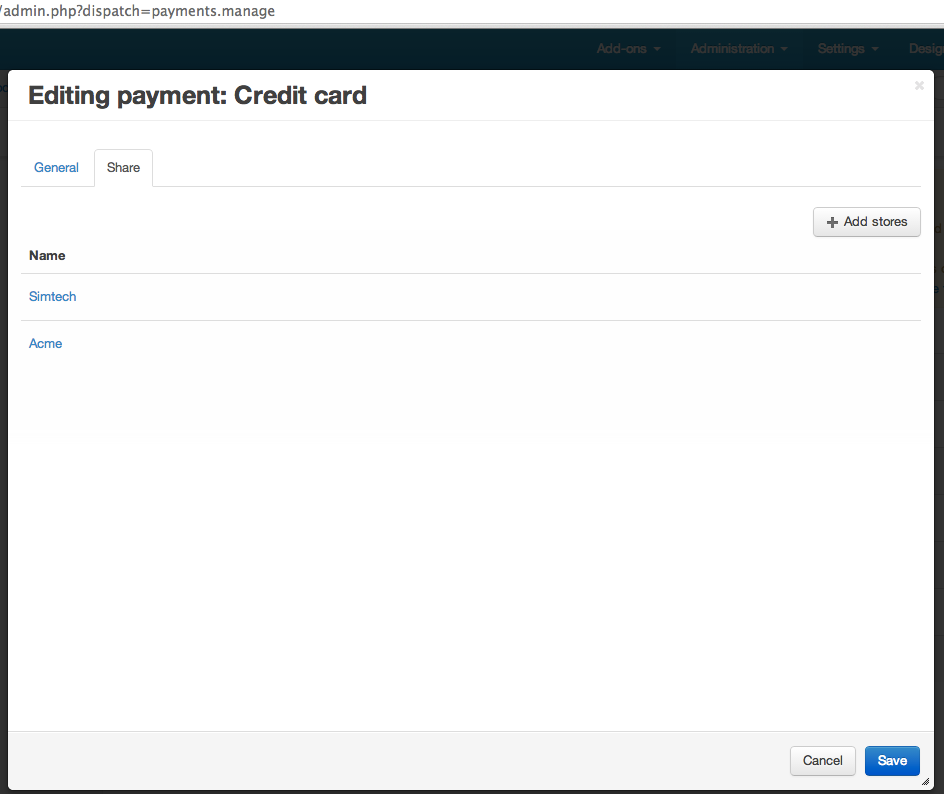 /admin.php?dispatch=payments.manage
Add-ons Administration Settings Desig
Editing payment: Credit card
General Share
Add stores
Name
Simtech
Acme
Cancel Save